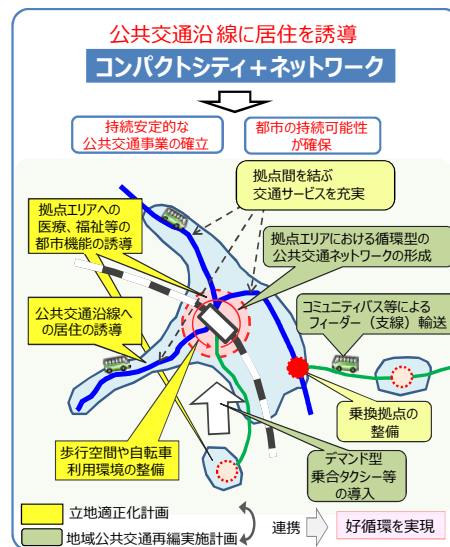 公共交通沿線に居住を誘導
コンパクトシティ＋ネットワーク
持続安定的な
公共交通事業の確立
都市の持続可能性
が確保
拠点間を結ぶ
交通サービスを充実
拠点エリアへの
医療、福祉等の
都市機能の誘導
拠点エリアにおける循環型の
公共交通ネットワークの形成
公共交通沿線へ
の居住の誘導
コミュニティバス等による
フィーダー（支線）輸送
乗換拠点の
整備
歩行空間や自転車
利用環境の整備
デマンド型
乗合タクシー等
の導入
立地適正化計画
地域公共交通再編実施計画
連携
好循環を実現